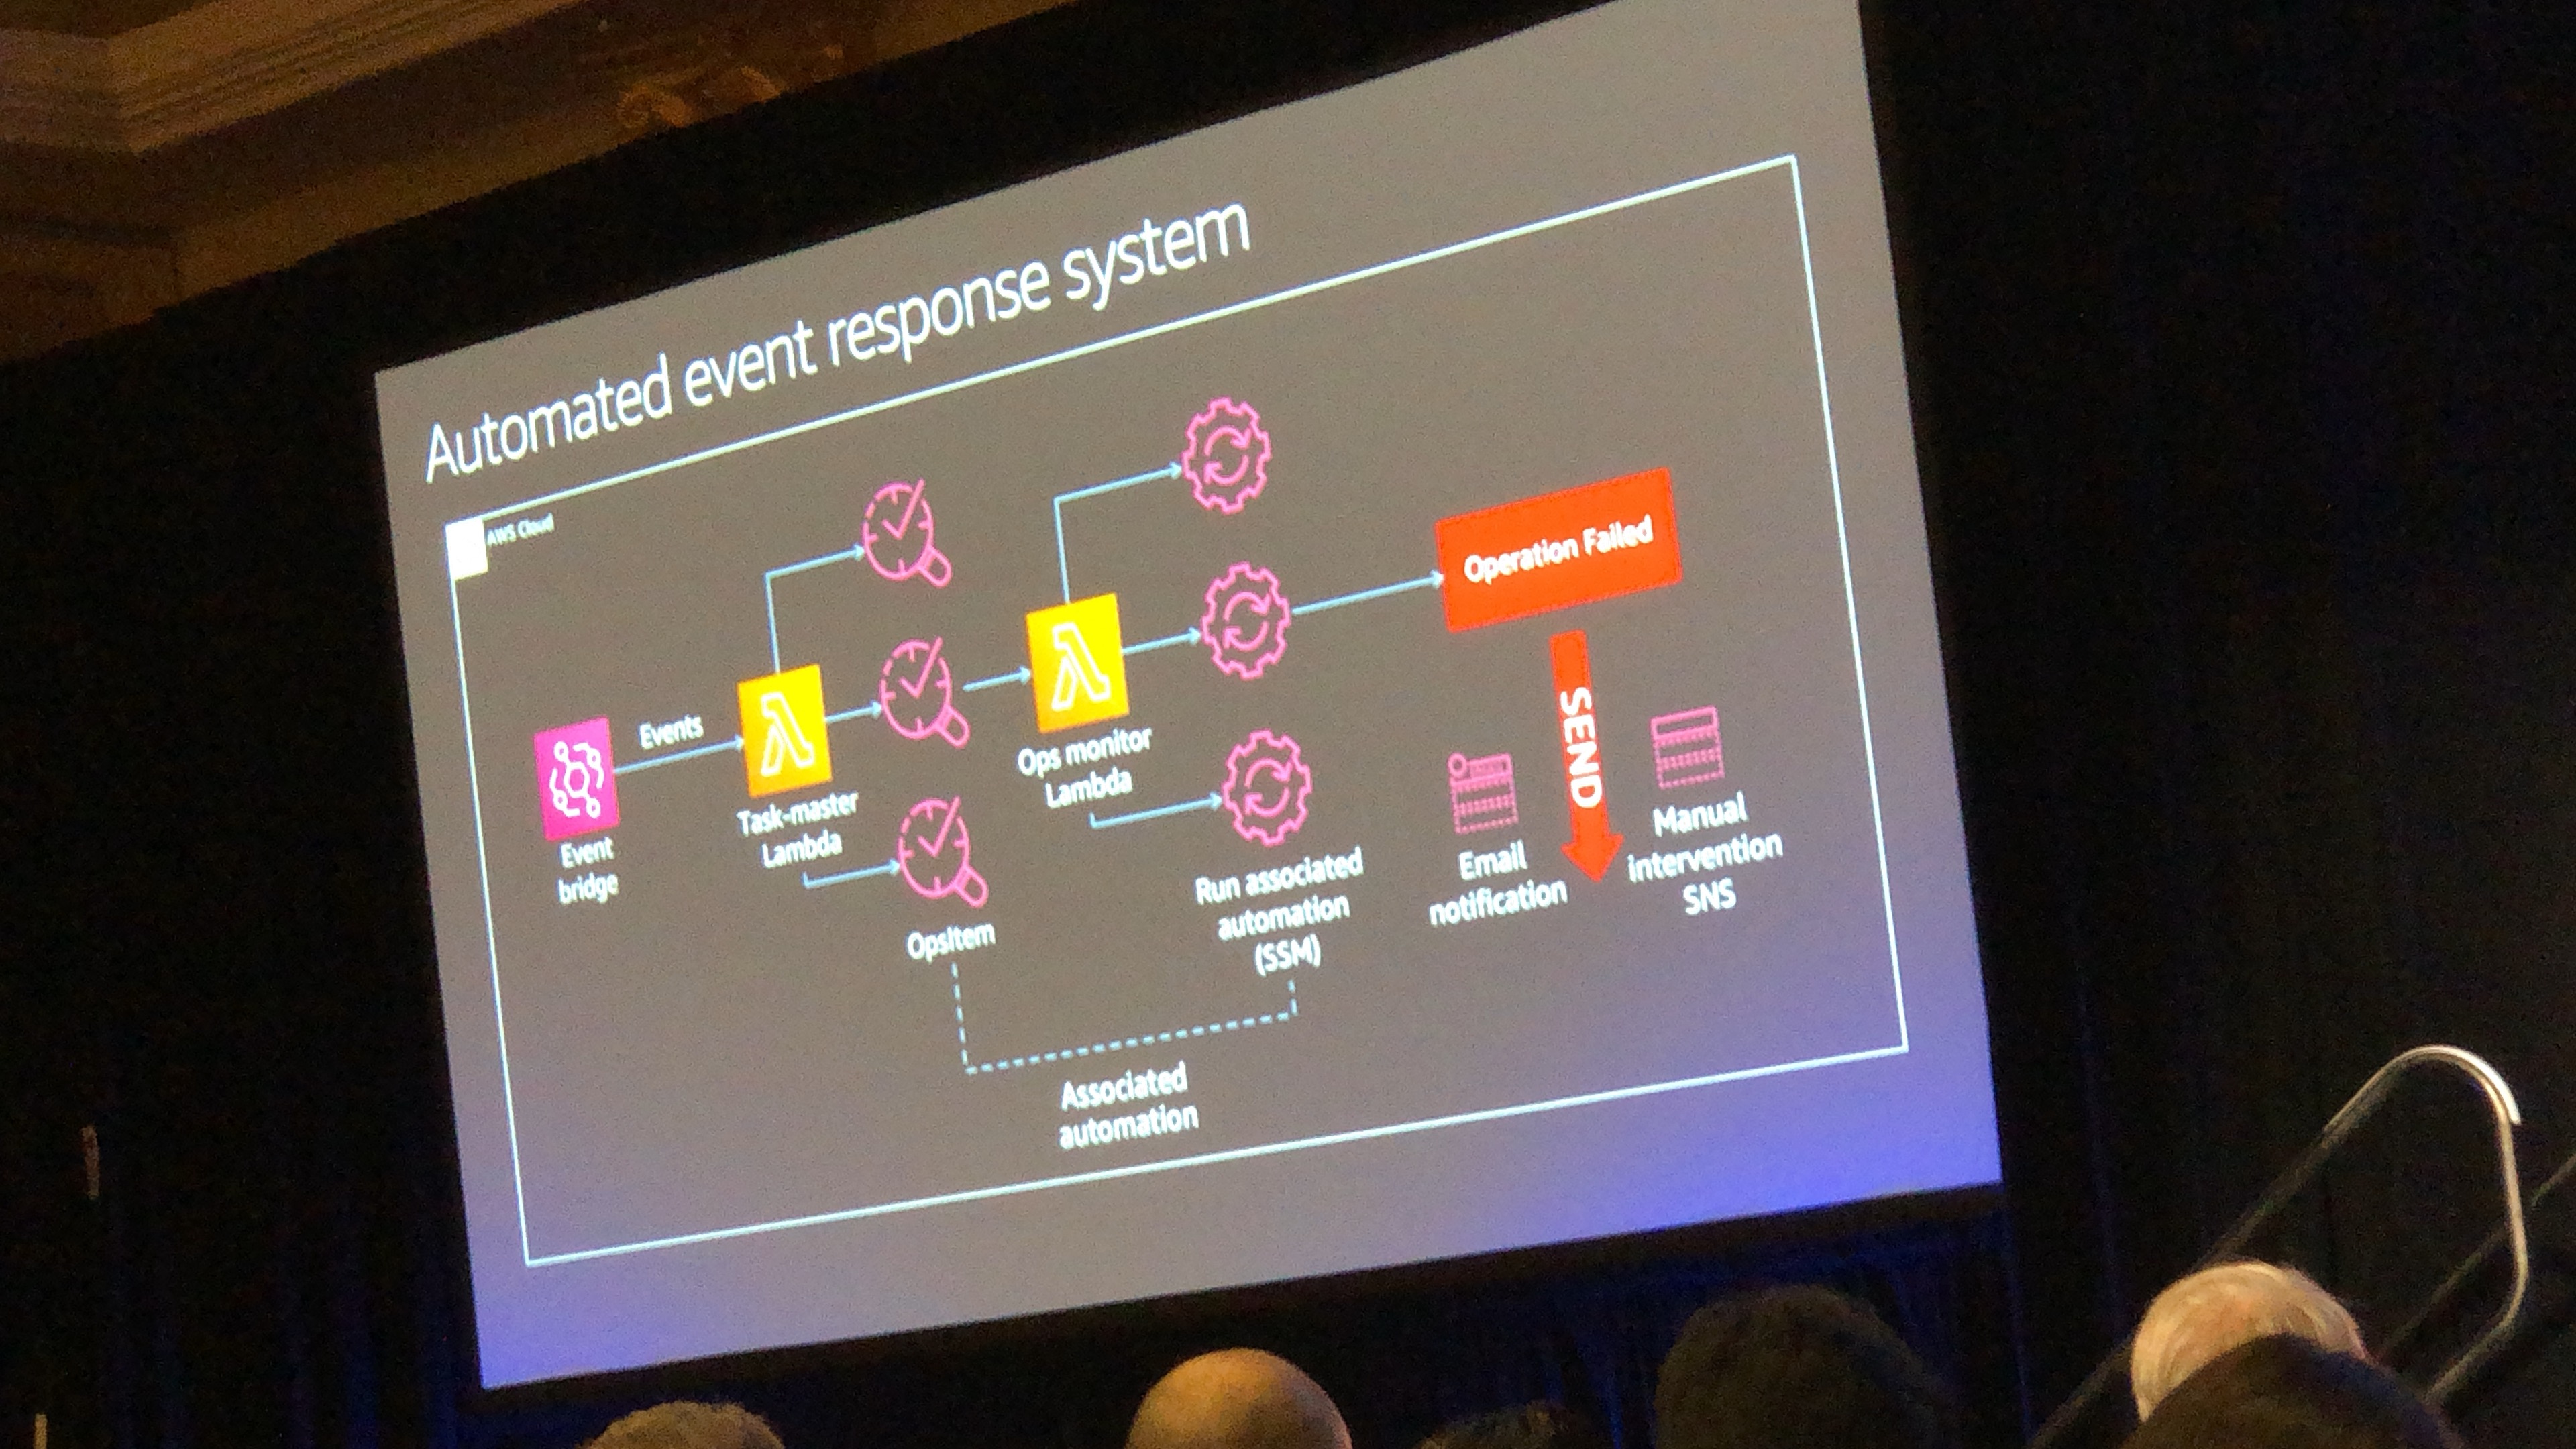 Automated event response system
AWS Cloud
Events
Event
bridge
Task-master
Lambda
OpsItem
Ops monitor
Lambda
Run associated
automation
(SSM)
Associated
automation
Operation Failed
SEND
Email
notification
Manual
intervention
SNS